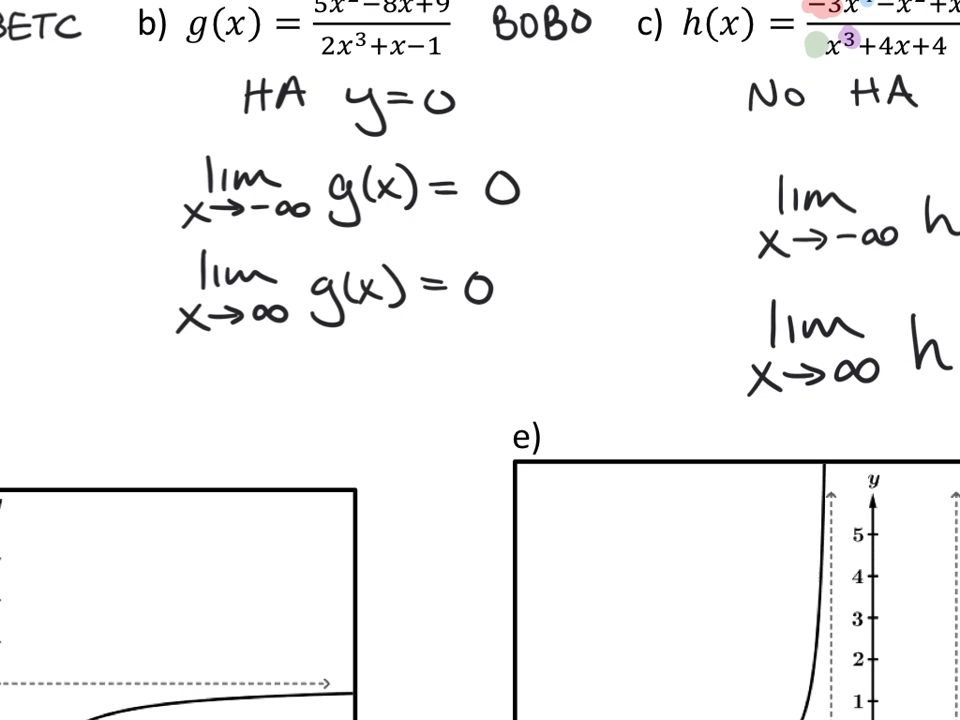 BETC b) g(x) = 5x²−8x+9 / 2x³+x−1 BOBO c) h(x) = −3x −x +x / x³+4x+4
HA y=0 No HA
lim x→−∞ g(x) = 0
lim x→−∞ h
lim x→∞ g(x) = 0
lim x→∞ h
e)
y
5
4
3
2
1